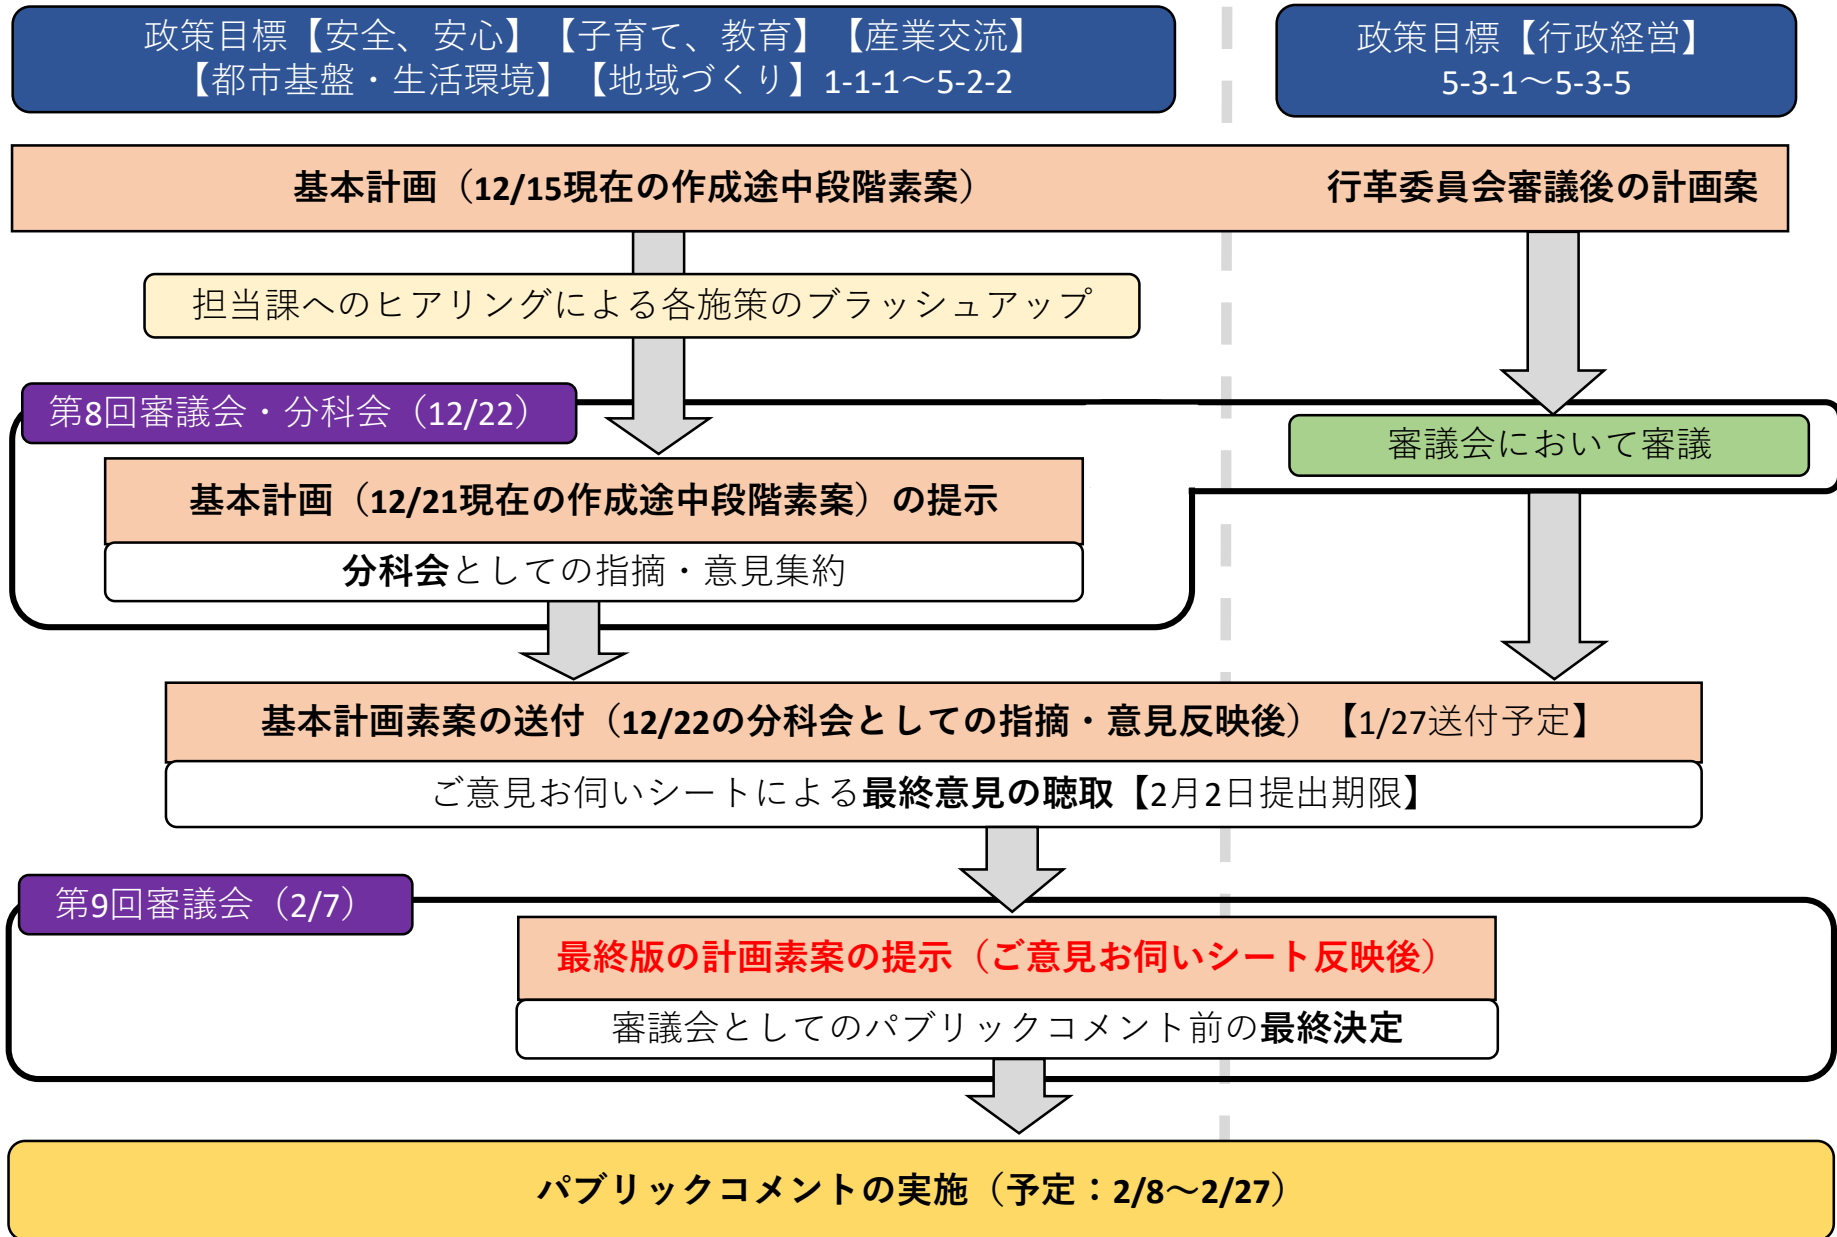 政策目標【安全、安心】【子育て、教育】【産業交流】
【都市基盤・生活環境】【地域づくり】1-1-1～5-2-2
政策目標【行政経営】
5-3-1～5-3-5
基本計画（12/15現在の作成途中段階素案）
行革委員会審議後の計画案
担当課へのヒアリングによる各施策のブラッシュアップ
第8回審議会・分科会（12/22）
審議会において審議
基本計画（12/21現在の作成途中段階素案）の提示
分科会としての指摘・意見集約
基本計画素案の送付（12/22の分科会としての指摘・意見反映後）【1/27送付予定】
ご意見お伺いシートによる最終意見の聴取【2月2日提出期限】
第9回審議会（2/7）
最終版の計画素案の提示（ご意見お伺いシート反映後）
審議会としてのパブリックコメント前の最終決定
パブリックコメントの実施（予定：2/8～2/27）